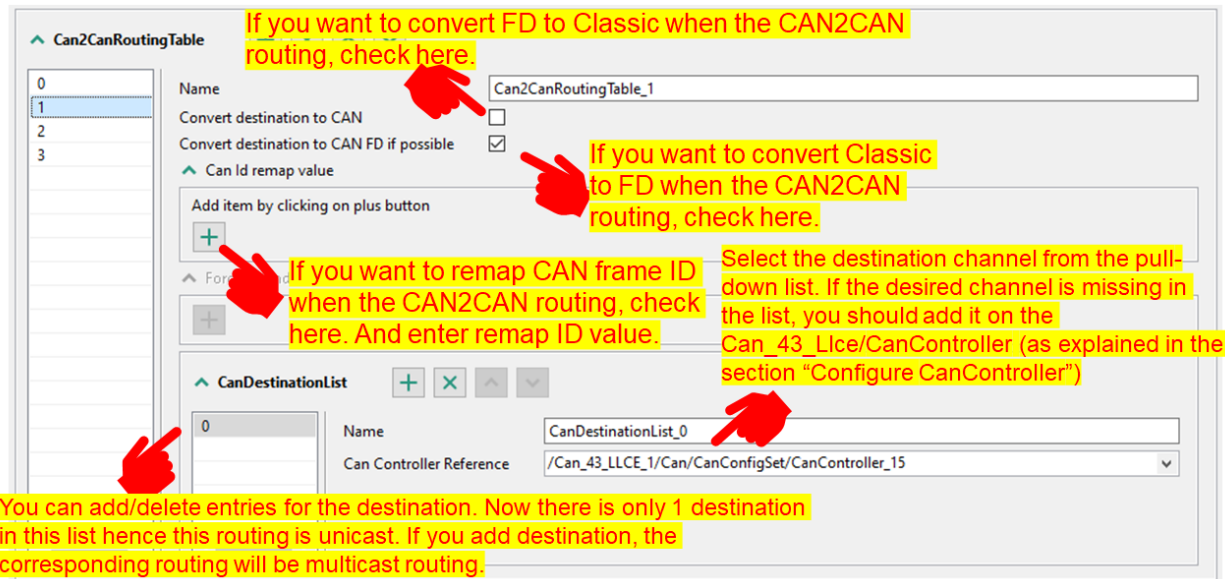 If you want to convert FD to Classic when the CAN2CAN
routing, check here.
Can2CanRoutingTable
0
1
2
3
Name
Can2CanRoutingTable_1
Convert destination to CAN
Convert destination to CAN FD if possible
If you want to convert Classic
to FD when the CAN2CAN
routing, check here.
Can Id remap value
Add item by clicking on plus button
If you want to remap CAN frame ID
when the CAN2CAN routing, check
here. And enter remap ID value.
Select the destination channel from the pull-
down list. If the desired channel is missing in
the list, you should add it on the
Can_43_Llce/CanController (as explained in the
section “Configure CanController”)
CanDestinationList
0
Name
CanDestinationList_0
Can Controller Reference
/Can_43_LLCE_1/Can/CanConfigSet/CanController_15
You can add/delete entries for the destination. Now there is only 1 destination
in this list hence this routing is unicast. If you add destination, the
corresponding routing will be multicast routing.